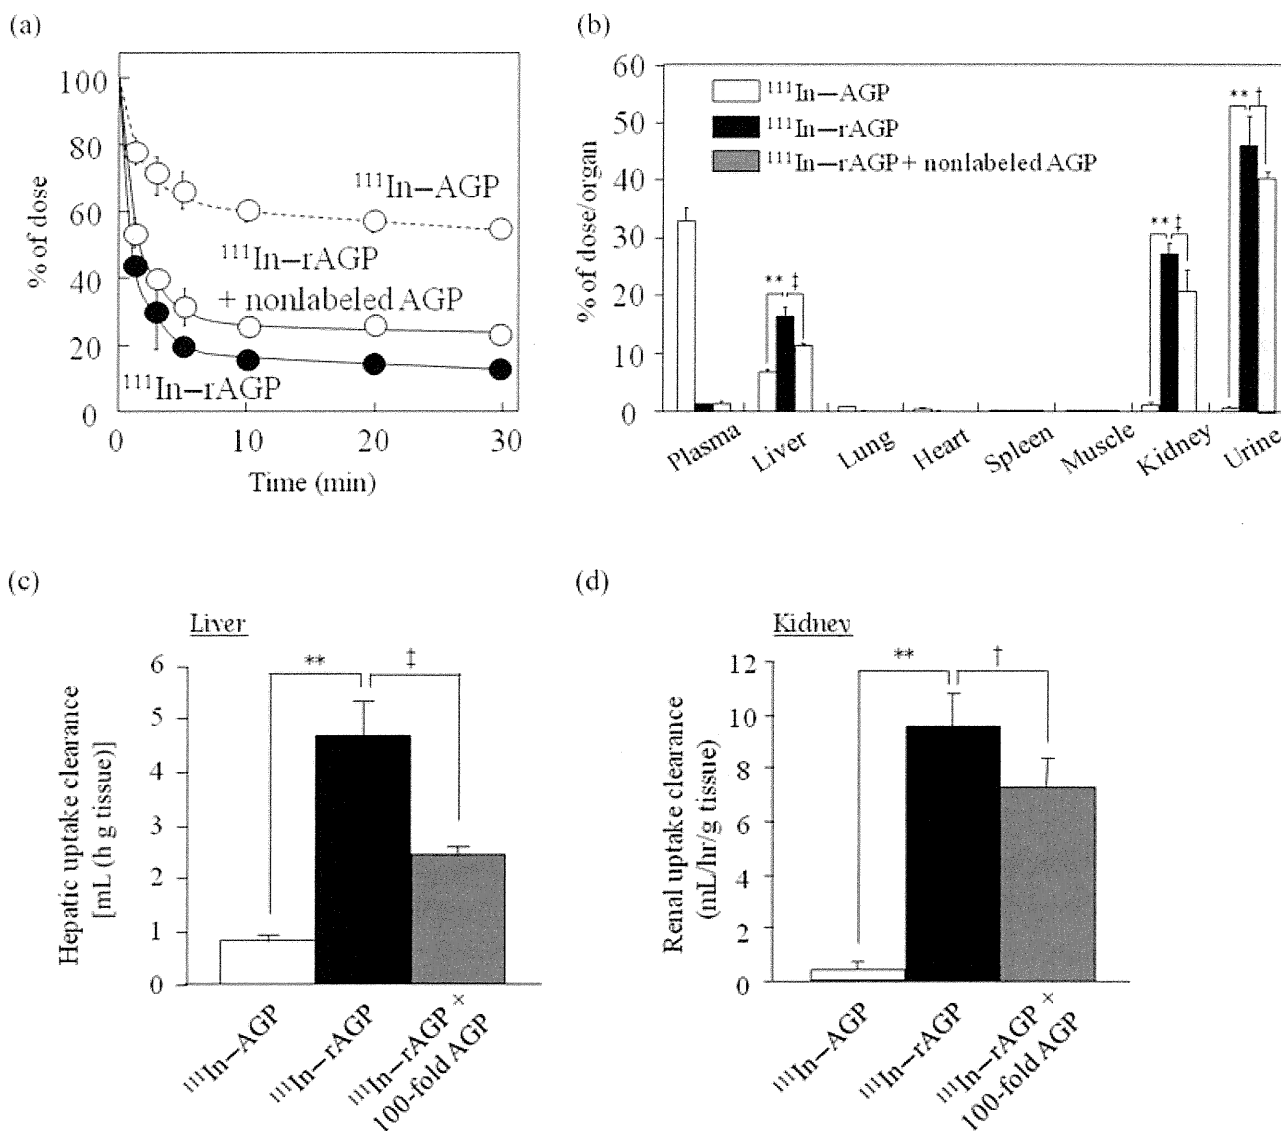 (a)
100
80
60
40
20
0
% of dose
¹¹¹In–AGP
¹¹¹In–rAGP
+ nonlabeled AGP
¹¹¹In–rAGP
0
10
20
30
Time (min)
(b)
60
50
40
30
20
10
0
% of dose/organ
¹¹¹In–AGP
¹¹¹In–rAGP
¹¹¹In–rAGP + nonlabeled AGP
** ‡
** ‡
** †
Plasma
Liver
Lung
Heart
Spleen
Muscle
Kidney
Urine
(c)
Liver
6
5
4
3
2
1
0
Hepatic uptake clearance
[mL (h g tissue)]
** ‡
¹¹¹In–AGP
¹¹¹In–rAGP
¹¹¹In–rAGP +
100-fold AGP
(d)
Kidney
12
10
8
6
4
2
0
Renal uptake clearance
(mL/hr/g tissue)
** †
¹¹¹In–AGP
¹¹¹In–rAGP
¹¹¹In–rAGP +
100-fold AGP